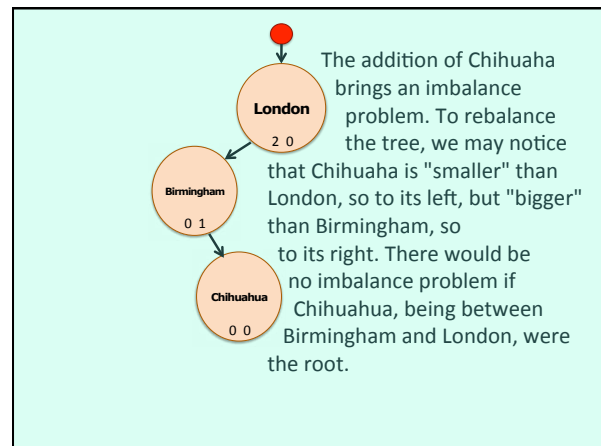 The addition of Chihuaha
brings an imbalance
London
problem. To rebalance
the tree, we may notice
2 0
that Chihuaha is "smaller" than
Birmingham
London, so to its left, but "bigger"
than Birmingham, so
0 1
to its right. There would be
no imbalance problem if
Chihuahua
Chihuahua, being between
0 0
Birmingham and London, were
the root.